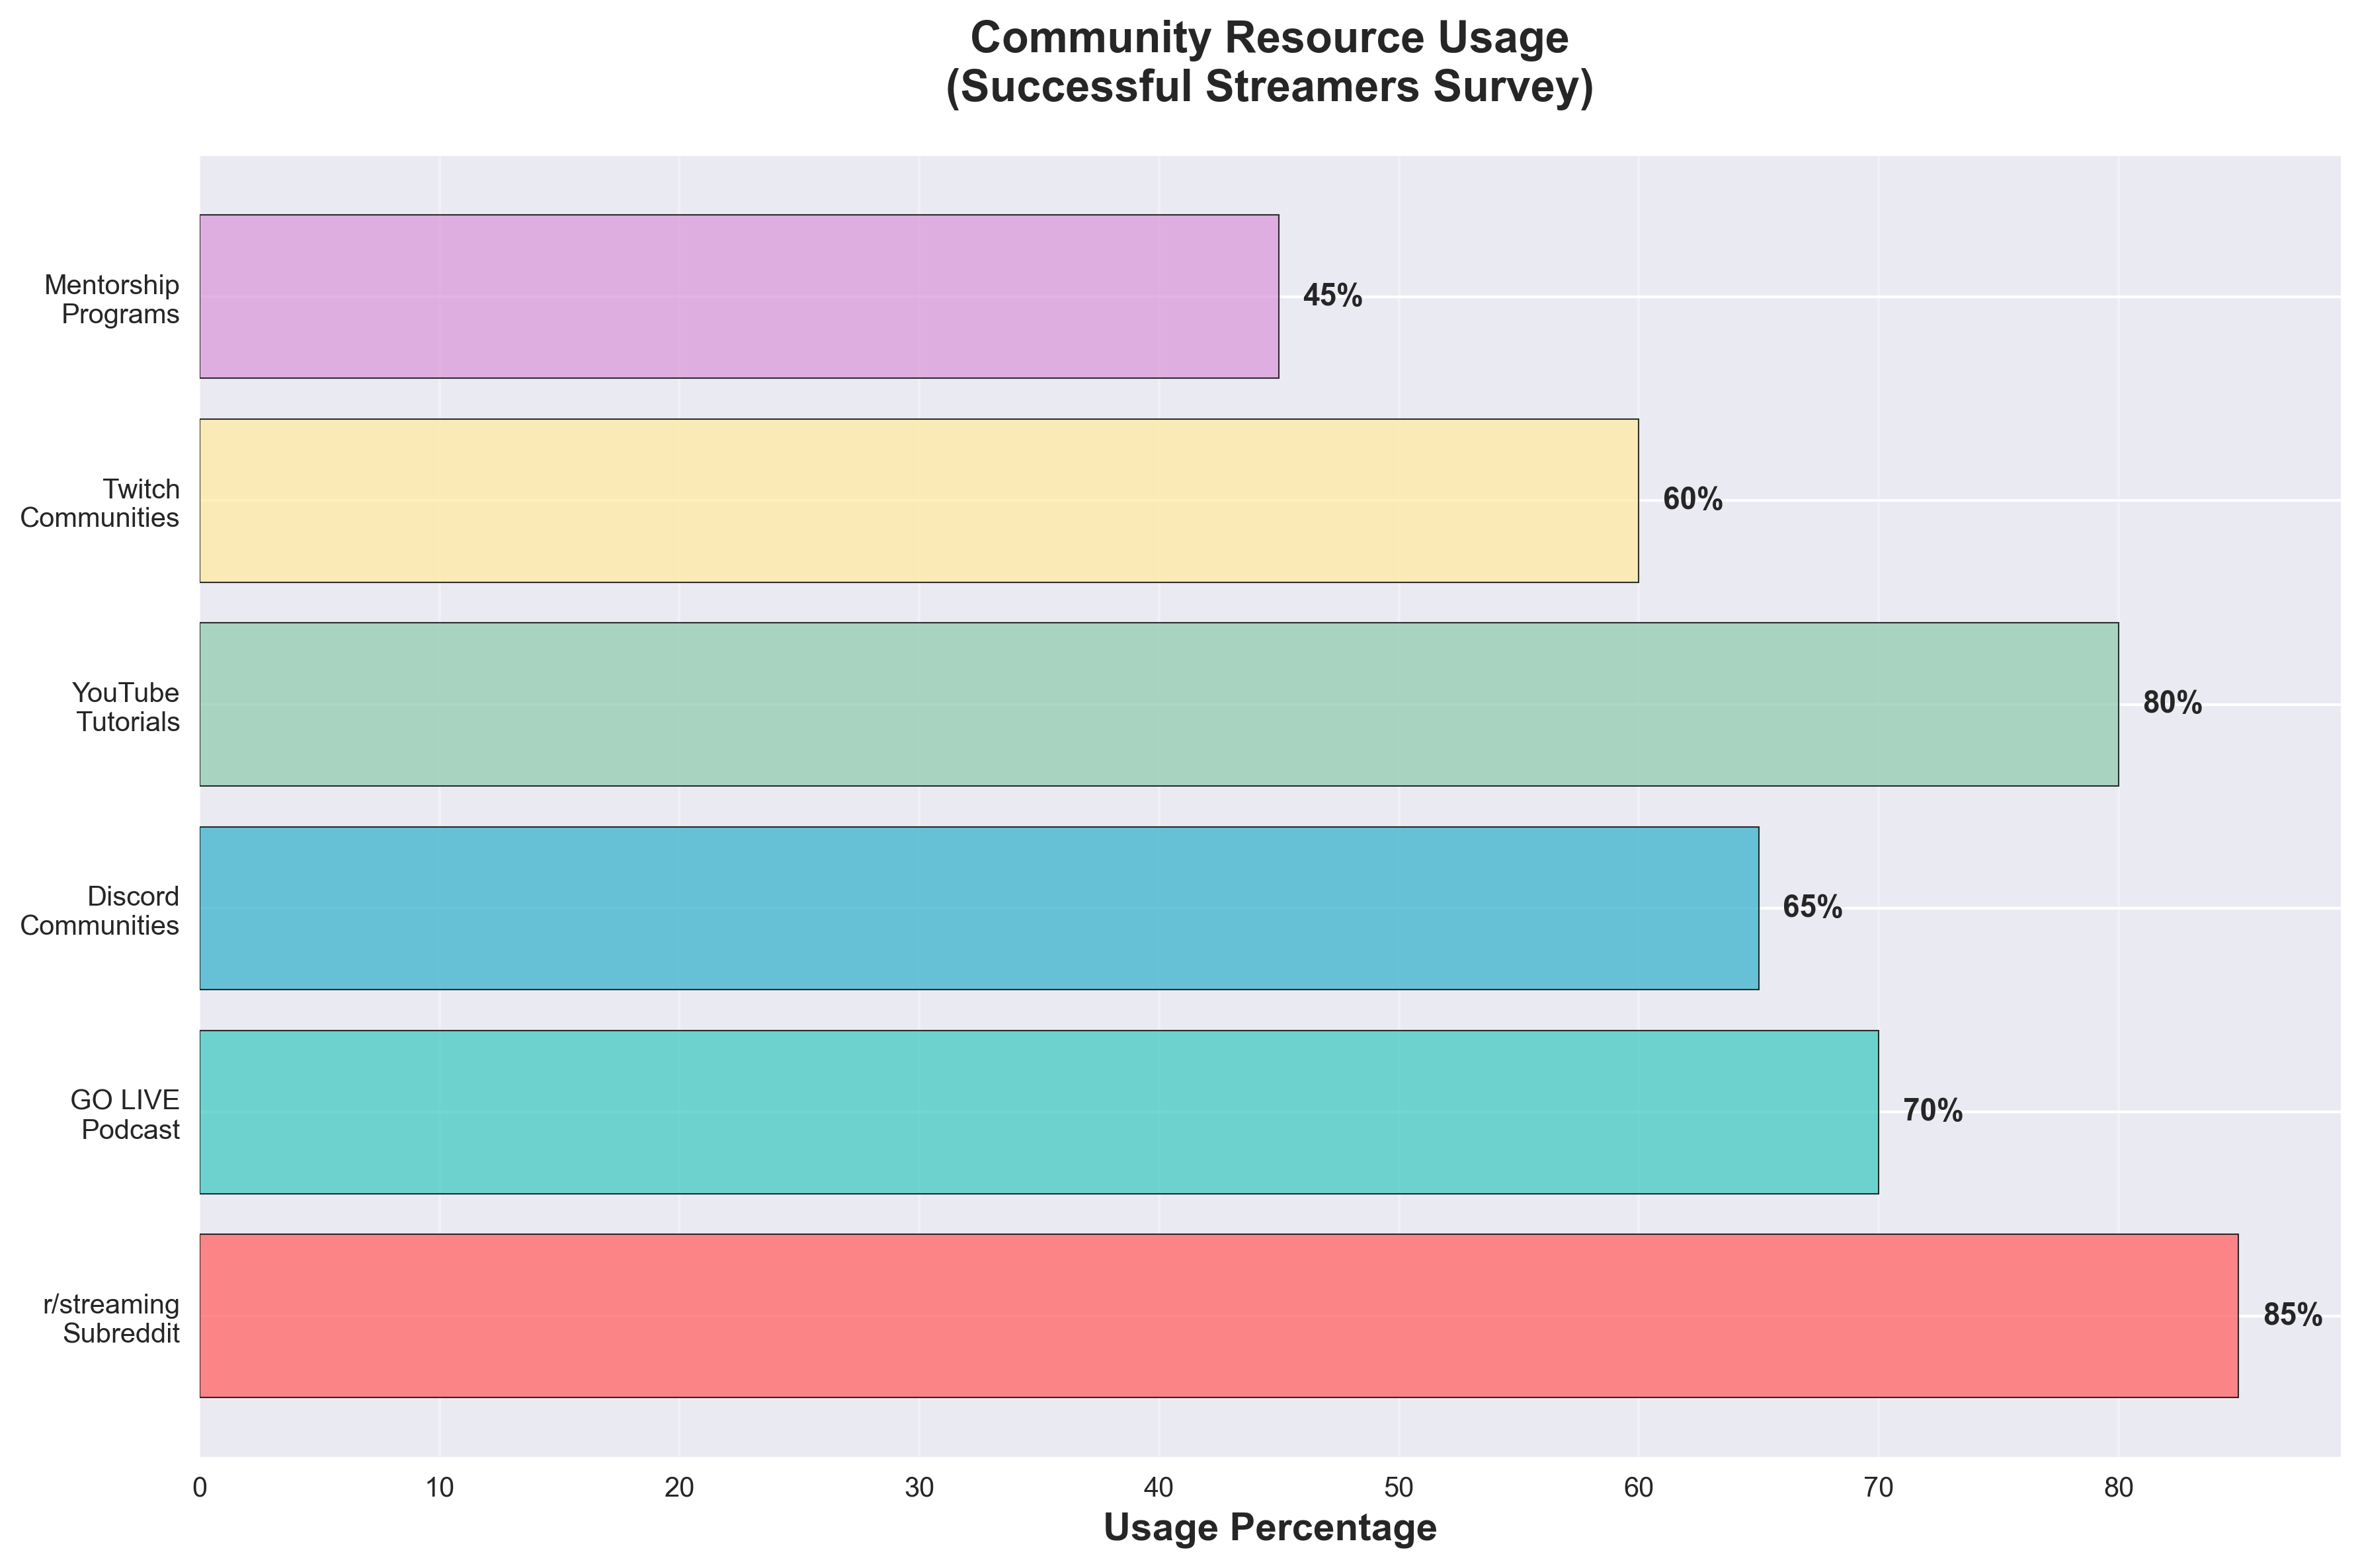 Community Resource Usage
(Successful Streamers Survey)
Mentorship
Programs
45%
Twitch
Communities
60%
YouTube
Tutorials
80%
Discord
Communities
65%
GO LIVE
Podcast
70%
r/streaming
Subreddit
85%
0 10 20 30 40 50 60 70 80
Usage Percentage